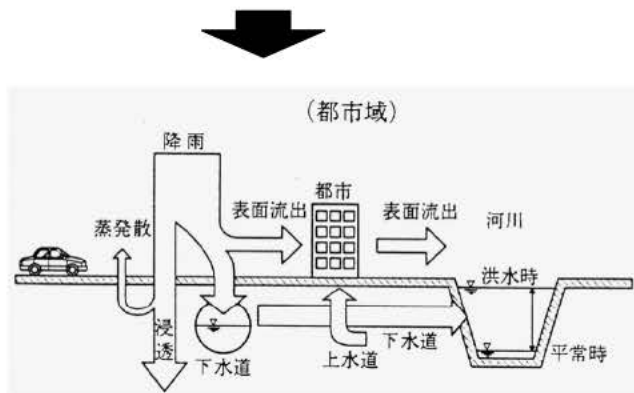 (都市域)
降雨
都市
表面流出
表面流出
河川
蒸発散
洪水時
浸透
下水道
上水道
下水道
平常時